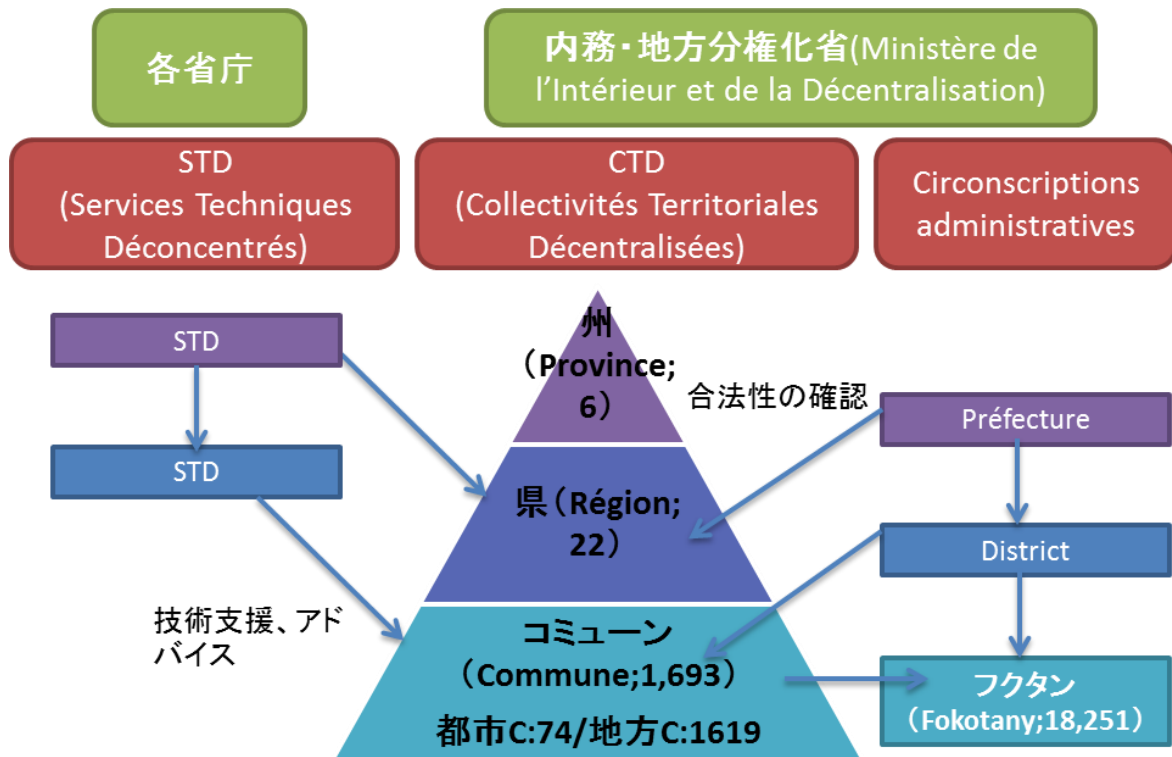 各省庁
内務・地方分権化省(Ministère de
l'Intérieur et de la Décentralisation)
STD
(Services Techniques
Déconcentrés)
CTD
(Collectivités Territoriales
Décentralisées)
Circonscriptions
administratives
STD
STD
技術支援、アド
バイス
州
(Province;
6)
県(Région;
22)
コミューン
(Commune;1,693)
都市C:74/地方C:1619
合法性の確認
Préfecture
District
フクタン
(Fokotany;18,251)